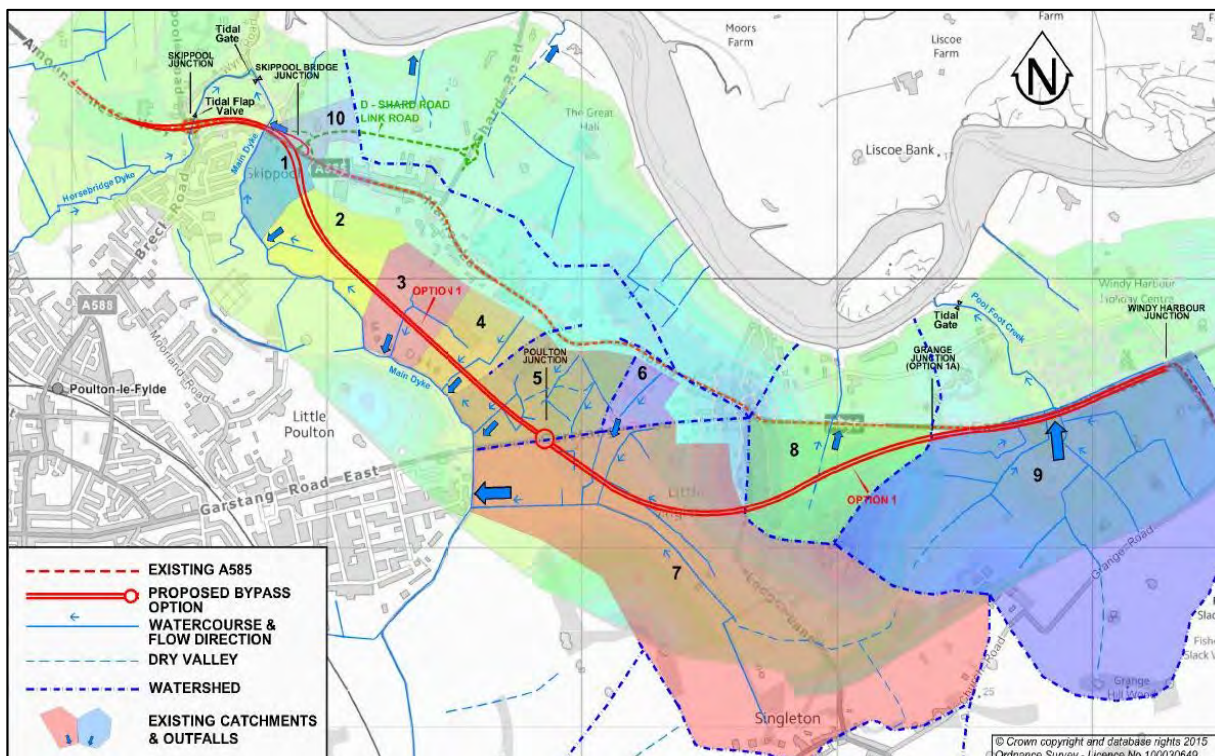 Farm
Moors
Farm
Liscoe
Farm
Tidal
Gate
SKIPPOOL
JUNCTION
SKIPPOOL BRIDGE
JUNCTION
Tidal Flap
Valve
D - SHARD ROAD
LINK ROAD
Shard Road
The Great
Hall
Liscoe Bank
N
10
1
Skippool
Main Dyke
Horsebridge Dyke
Breck Road
2
3
OPTION 1
4
A588
Moorland Road
Poulton-le-Fylde
Main Dyke
Little
Poulton
POULTON
JUNCTION
5
6
Windy Harbour
Holiday Centre
WINDY HARBOUR
JUNCTION
Pool Foot Creek
Tidal
Gate
GRANGE
JUNCTION
(OPTION 1A)
8
9
OPTION 1
Garstang Road East
Little
7
Grange Road
Church Road
25
Singleton
Grange
EXISTING A585
PROPOSED BYPASS
OPTION
WATERCOURSE &
FLOW DIRECTION
DRY VALLEY
WATERSHED
EXISTING CATCHMENTS
& OUTFALLS
© Crown copyright and database rights 2015
Ordnance Survey - Licence No 100030649